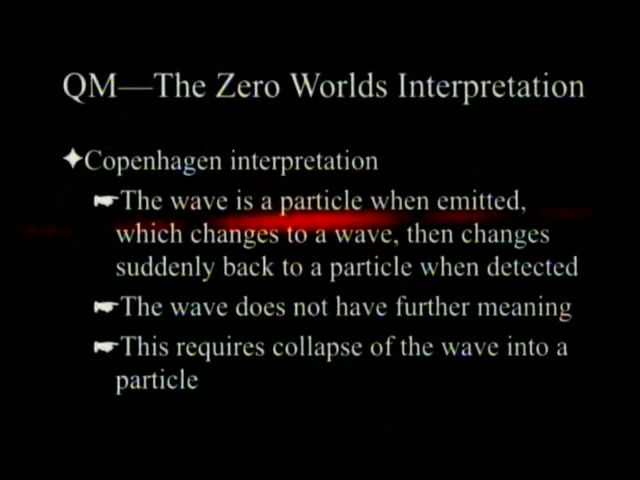 QM—The Zero Worlds Interpretation
Copenhagen interpretation
The wave is a particle when emitted,
which changes to a wave, then changes
suddenly back to a particle when detected
The wave does not have further meaning
This requires collapse of the wave into a
particle